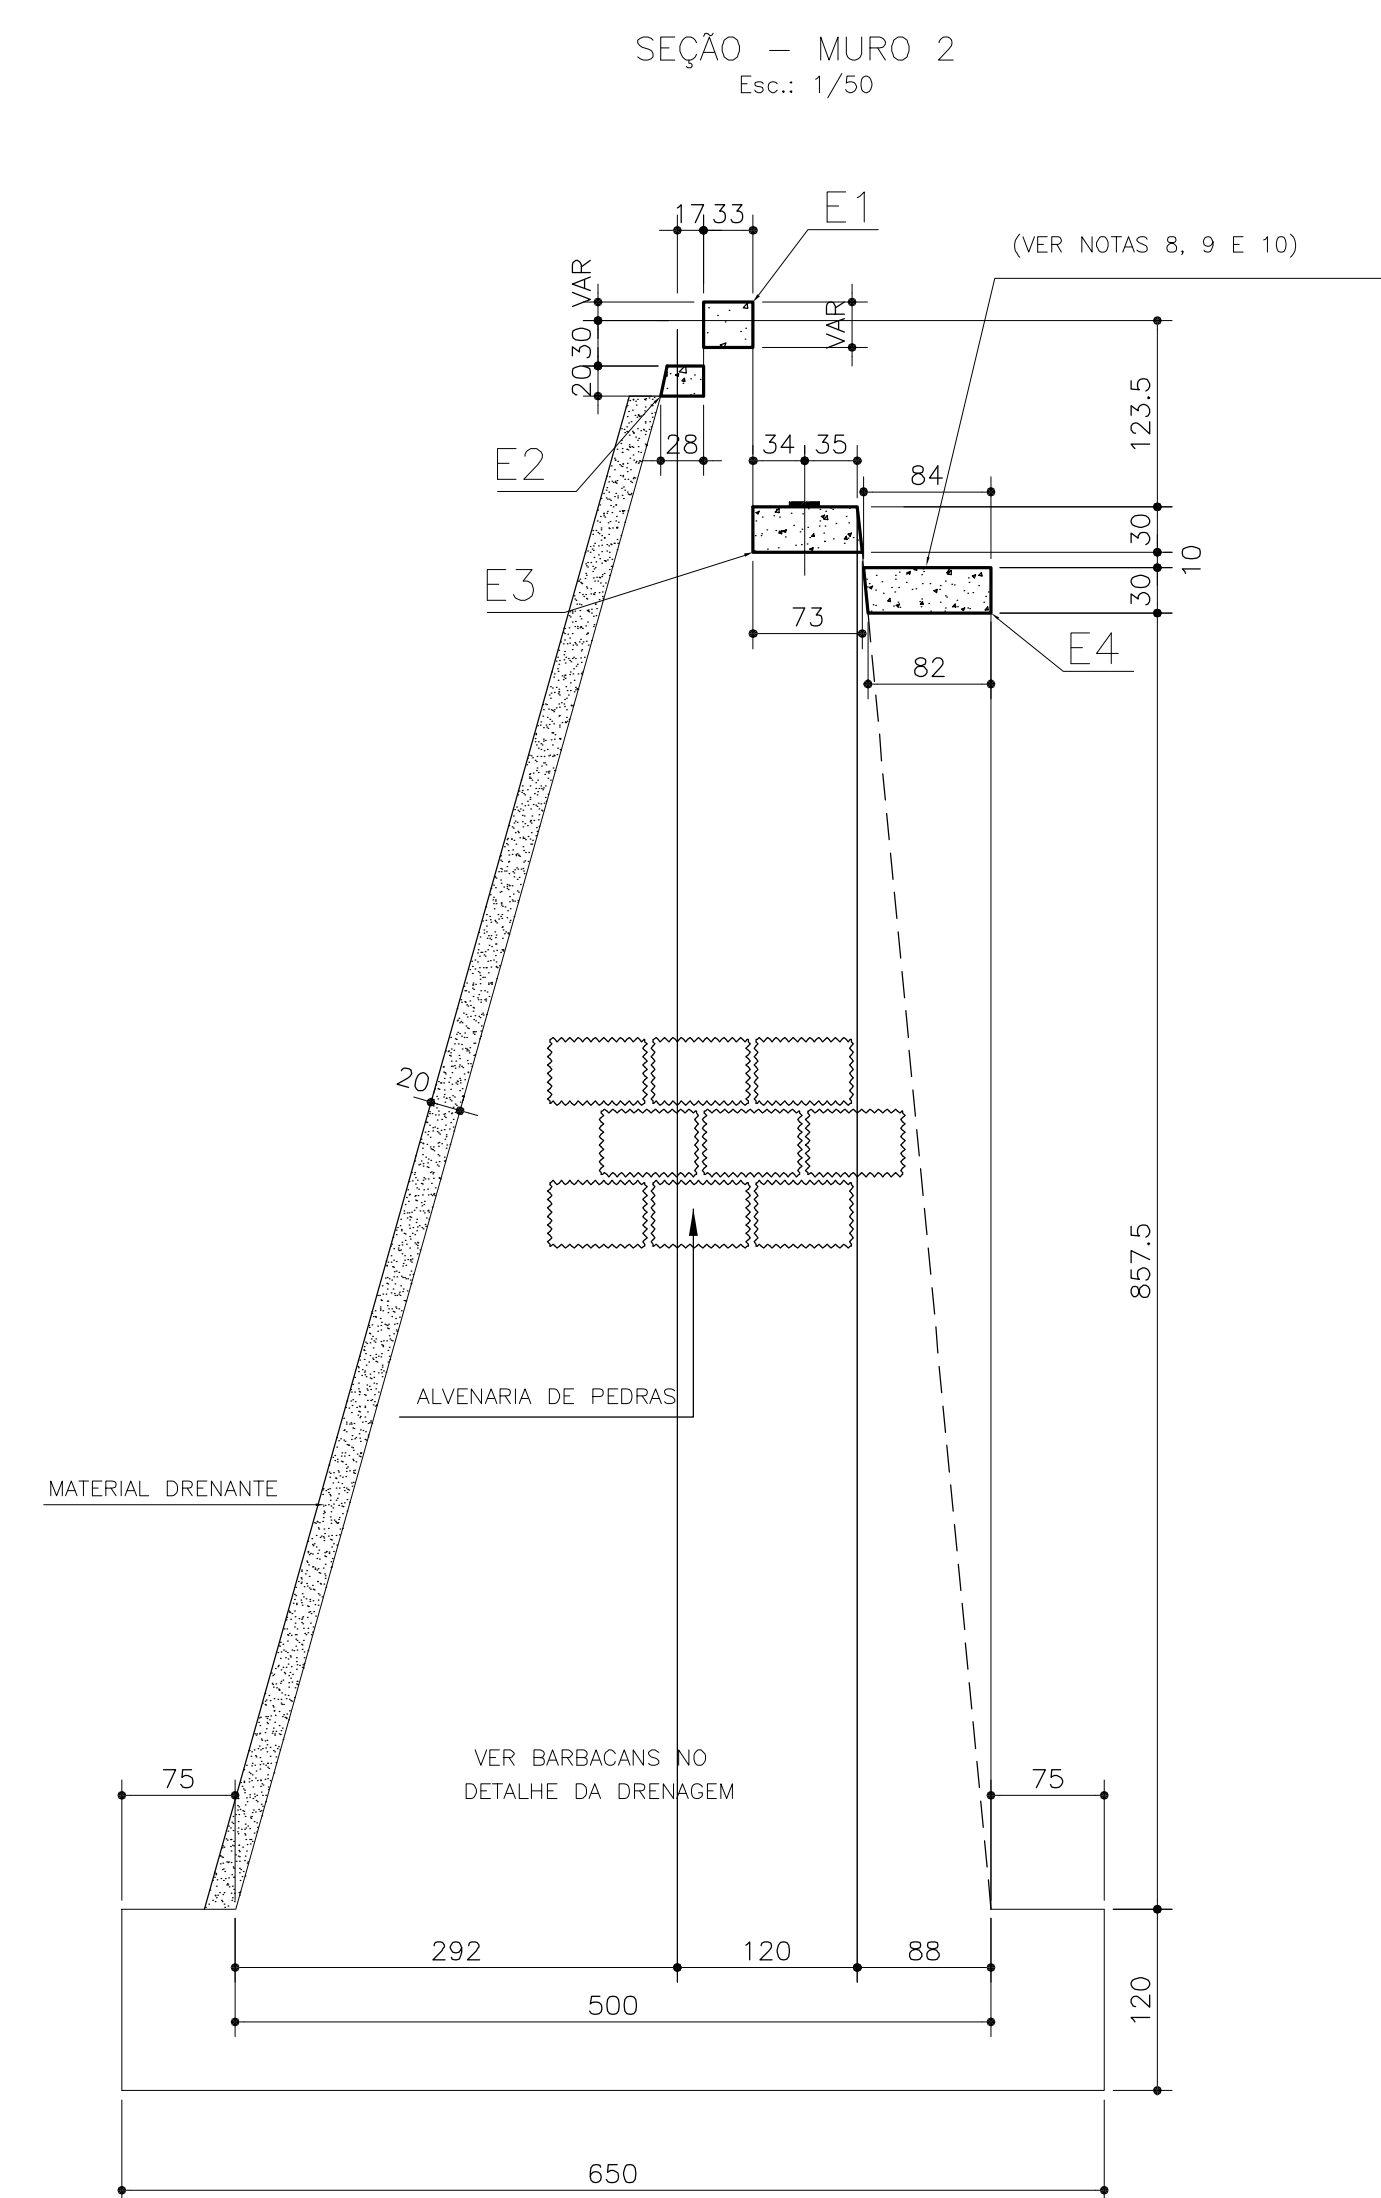 SEÇÃO – MURO 2
Esc.: 1/50
17 33
E1
(VER NOTAS 8, 9 E 10)
VAR
VAR
30
20
123.5
28
34 35
E2
84
30
10
30
E3
73
E4
82
20
857.5
ALVENARIA DE PEDRAS
MATERIAL DRENANTE
VER BARBACANS NO
DETALHE DA DRENAGEM
75
75
292
120
88
500
120
650